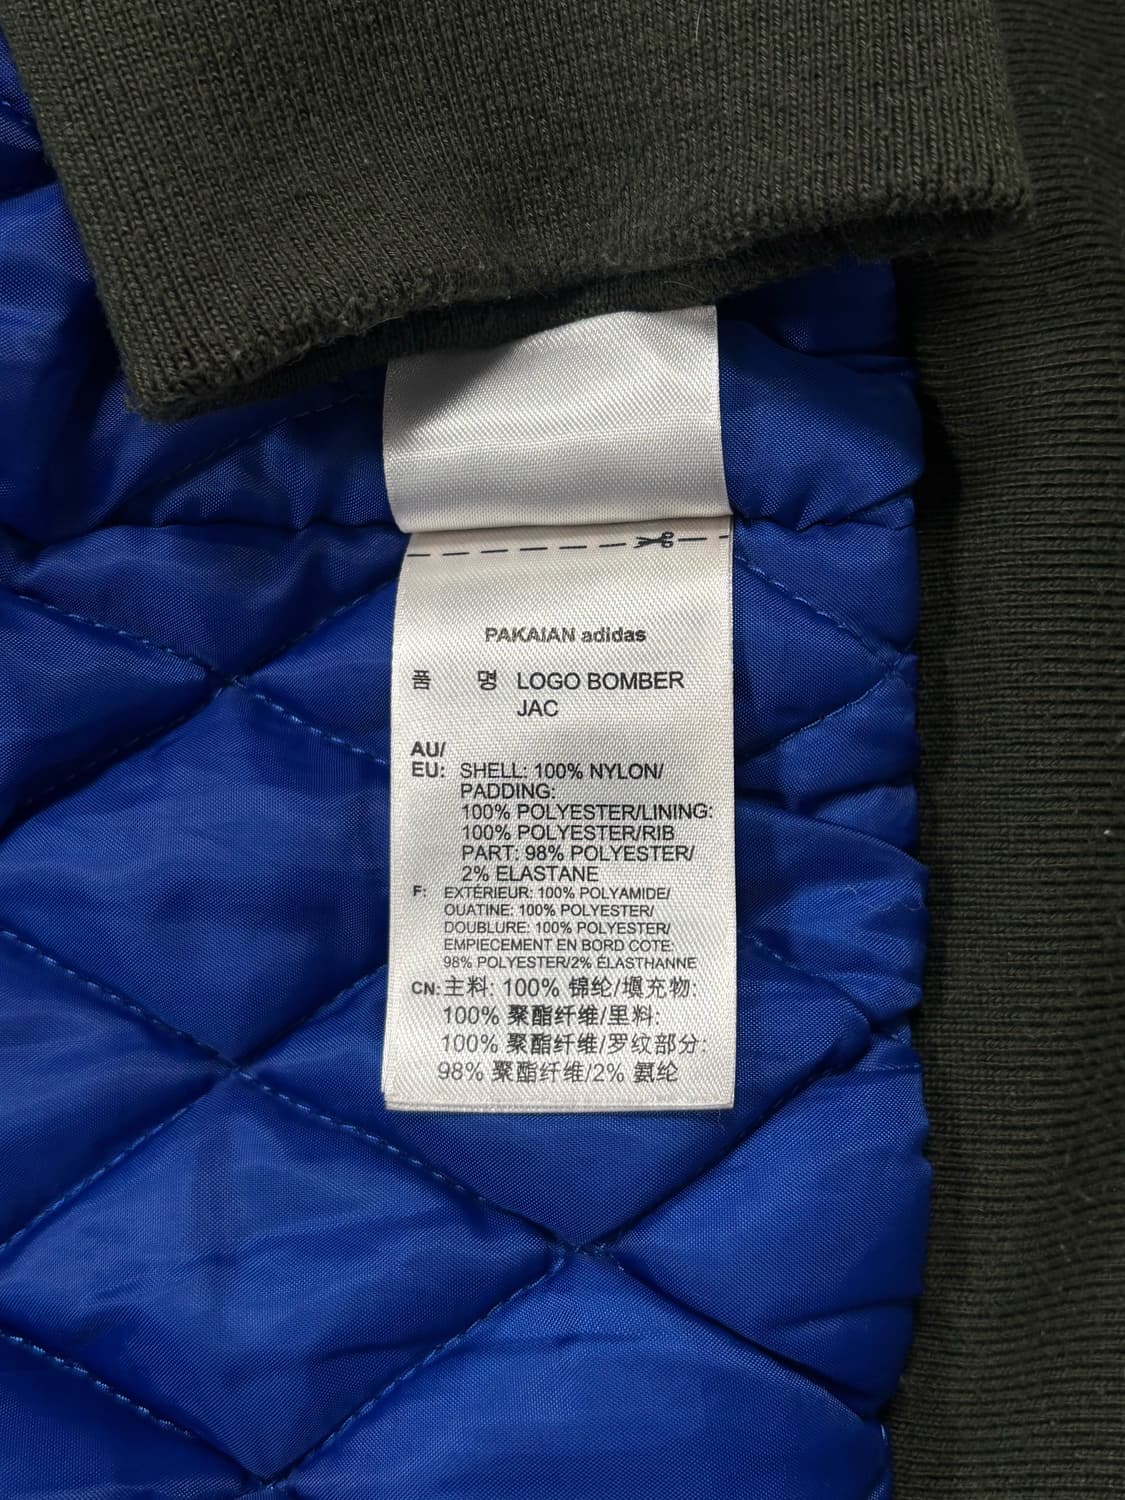 PAKAIAN adidas
품 명 LOGO BOMBER
JAC
AU/
EU: SHELL: 100% NYLON/
PADDING:
100% POLYESTER/LINING:
100% POLYESTER/RIB
PART: 98% POLYESTER/
2% ELASTANE
F: EXTÉRIEUR: 100% POLYAMIDE/
OUATINE: 100% POLYESTER/
DOUBLURE: 100% POLYESTER/
EMPIECEMENT EN BORD COTE:
98% POLYESTER/2% ÉLASTHANNE
CN: 主料: 100% 锦纶/填充物:
100% 聚酯纤维/里料:
100% 聚酯纤维/罗纹部分:
98% 聚酯纤维/2% 氨纶